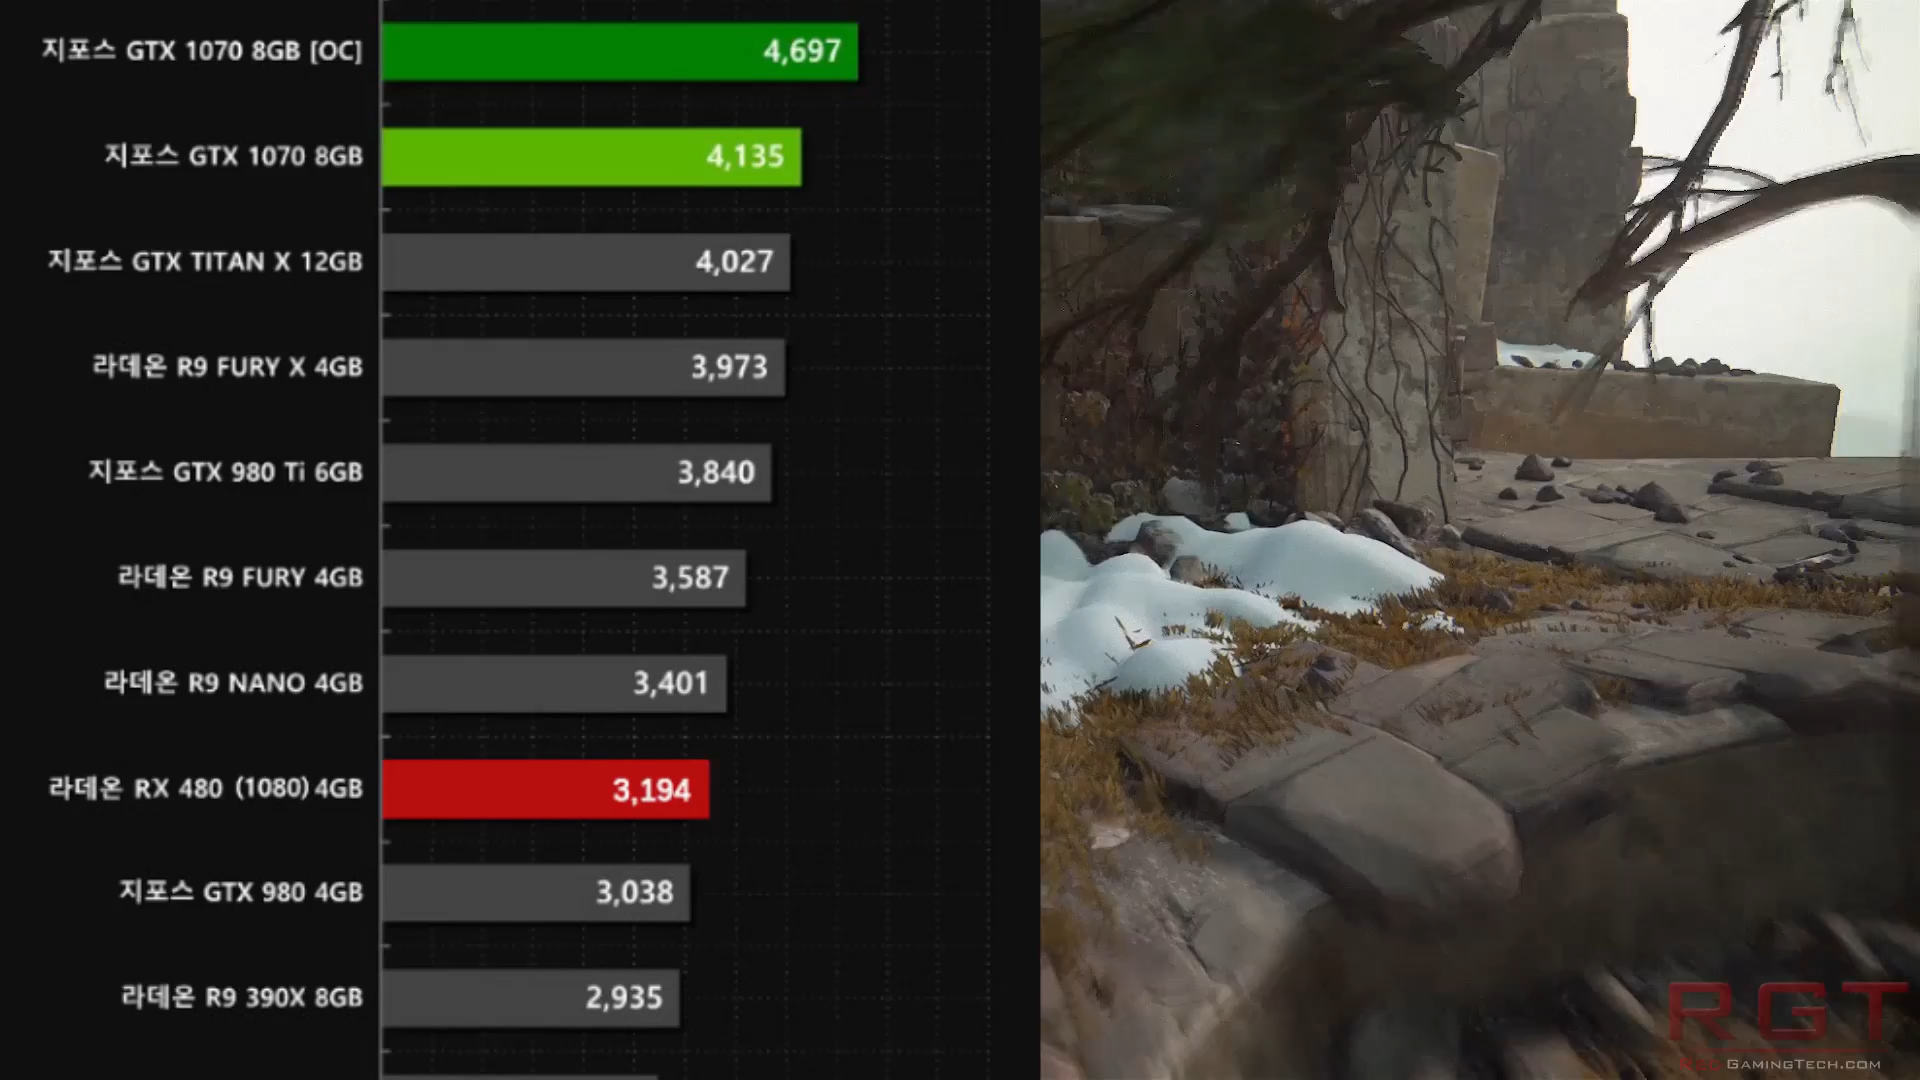 지포스 GTX 1070 8GB [OC] 4,697
지포스 GTX 1070 8GB 4,135
지포스 GTX TITAN X 12GB 4,027
라데온 R9 FURY X 4GB 3,973
지포스 GTX 980 Ti 6GB 3,840
라데온 R9 FURY 4GB 3,587
라데온 R9 NANO 4GB 3,401
라데온 RX 480 (1080) 4GB 3,194
지포스 GTX 980 4GB 3,038
라데온 R9 390X 8GB 2,935
RGT
REDGAMINGTECH.COM